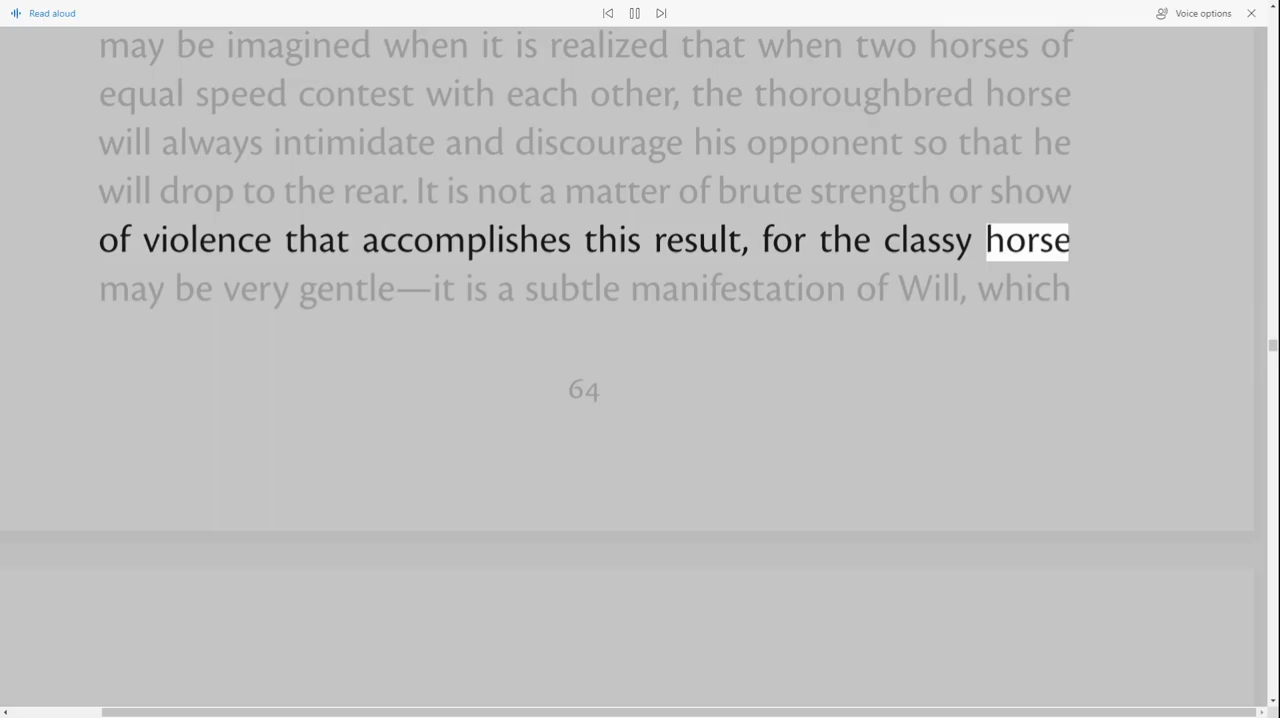 Read aloud
Voice options
may be imagined when it is realized that when two horses of
equal speed contest with each other, the thoroughbred horse
will always intimidate and discourage his opponent so that he
will drop to the rear. It is not a matter of brute strength or show
of violence that accomplishes this result, for the classy horse
may be very gentle—it is a subtle manifestation of Will, which
64